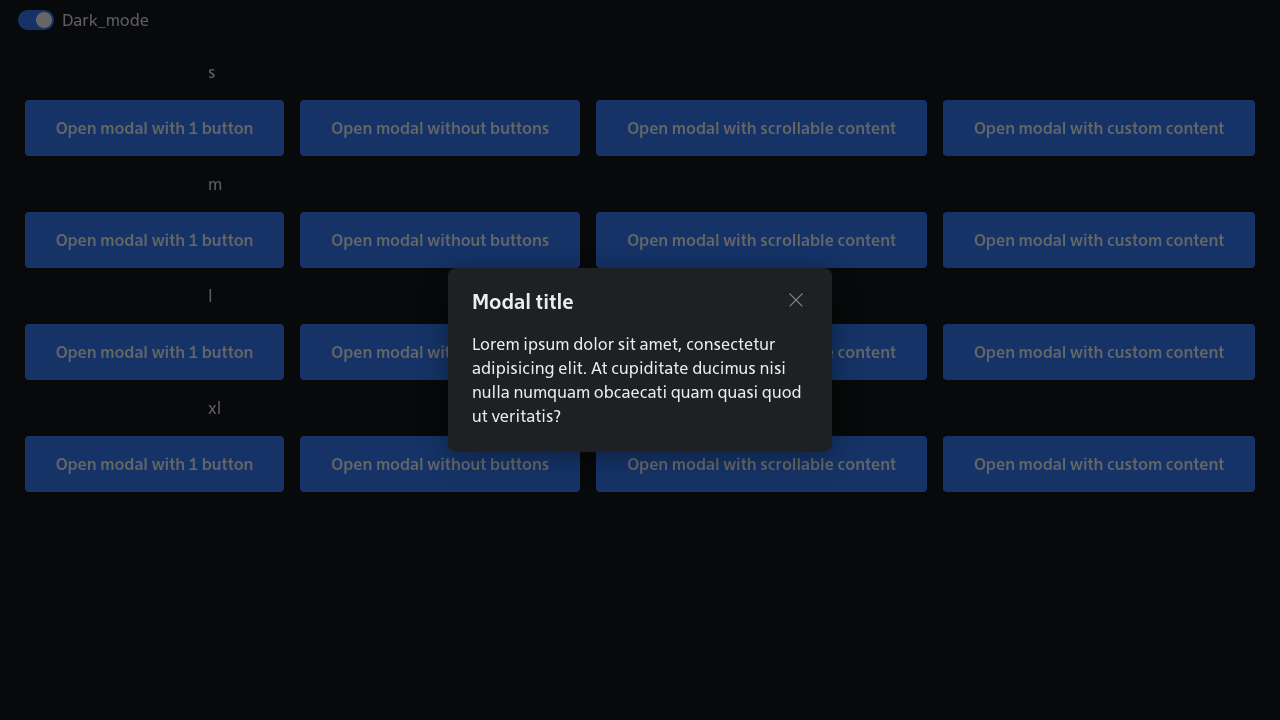 Dark_mode
s
Open modal with 1 button Open modal without buttons Open modal with scrollable content Open modal with custom content
m
Open modal with 1 button Open modal without buttons Open modal with scrollable content Open modal with custom content
Modal title
Lorem ipsum dolor sit amet, consectetur
adipisicing elit. At cupiditate ducimus nisi
nulla numquam obcaecati quam quasi quod
ut veritatis?
l
Open modal with 1 button Open modal content Open modal with custom content
xl
Open modal with 1 button Open modal without buttons Open modal with scrollable content Open modal with custom content